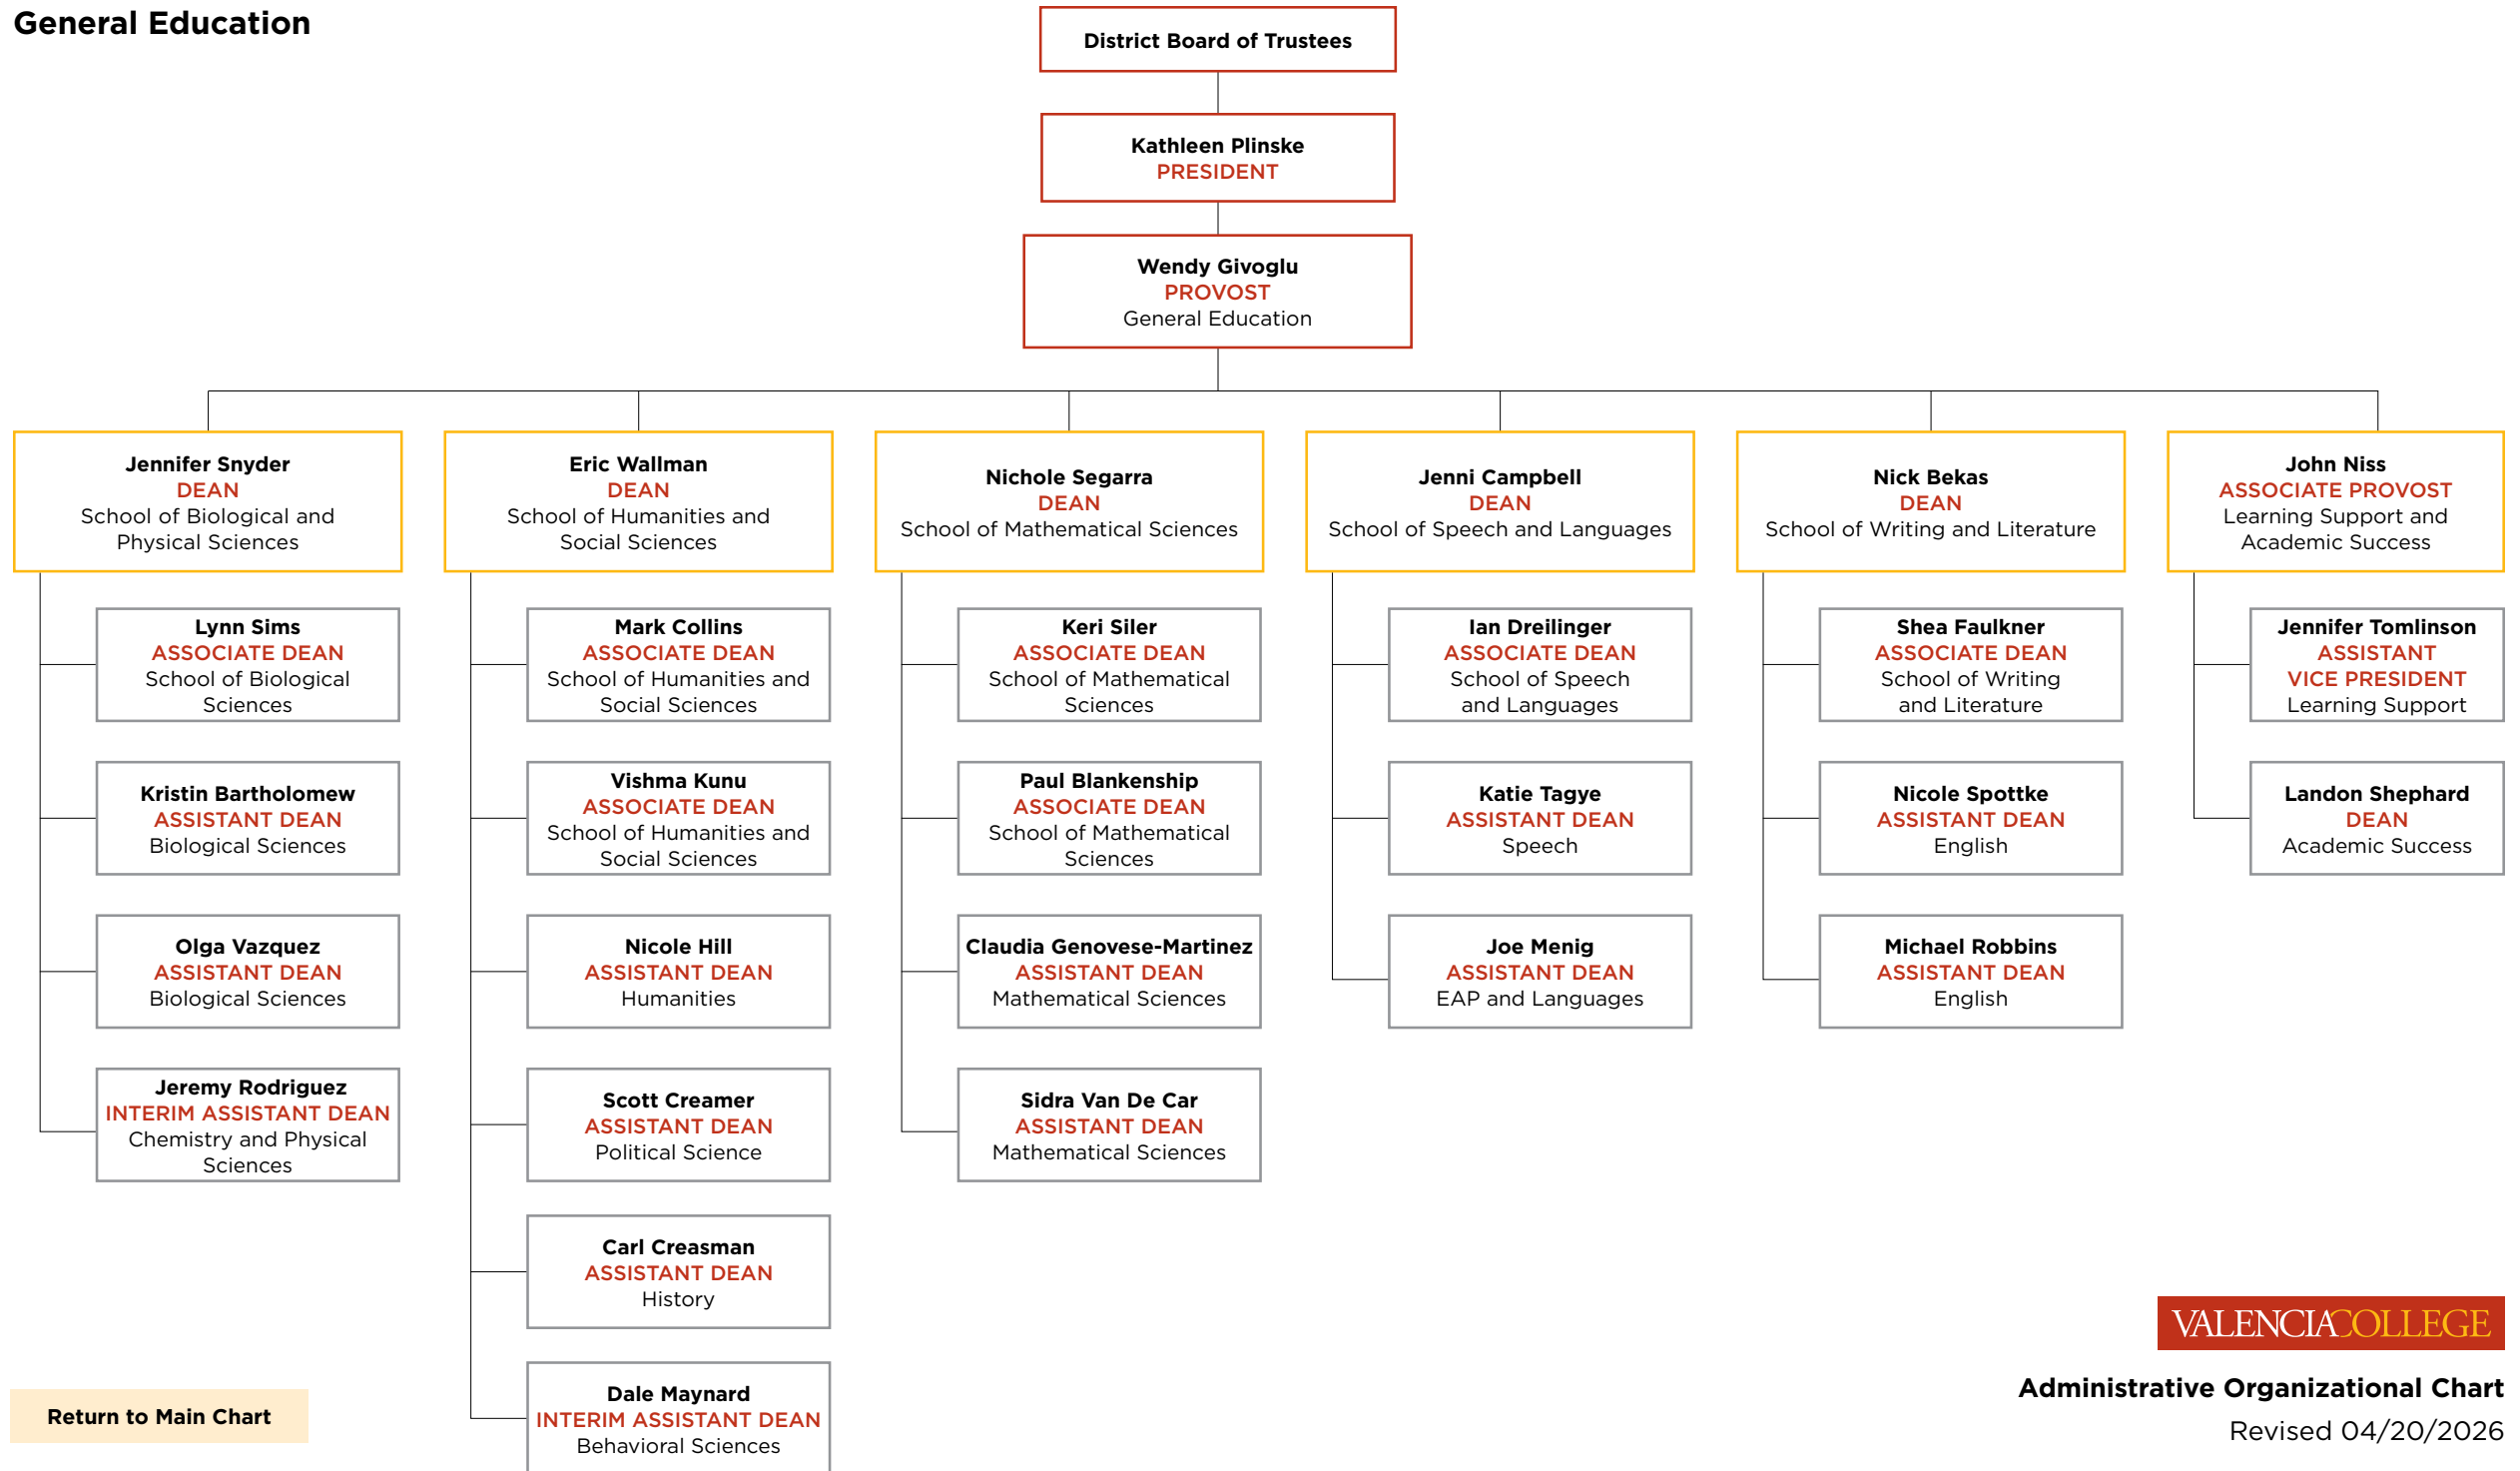 General Education
District Board of Trustees
Kathleen Plinske
PRESIDENT
Wendy Givoglu
PROVOST
General Education
Jennifer Snyder
DEAN
School of Biological and
Physical Sciences
Lynn Sims
ASSOCIATE DEAN
School of Biological
Sciences
Kristin Bartholomew
ASSISTANT DEAN
Biological Sciences
Olga Vazquez
ASSISTANT DEAN
Biological Sciences
Jeremy Rodriguez
INTERIM ASSISTANT DEAN
Chemistry and Physical
Sciences
Eric Wallman
DEAN
School of Humanities and
Social Sciences
Mark Collins
ASSOCIATE DEAN
School of Humanities and
Social Sciences
Vishma Kunu
ASSOCIATE DEAN
School of Humanities and
Social Sciences
Nicole Hill
ASSISTANT DEAN
Humanities
Scott Creamer
ASSISTANT DEAN
Political Science
Carl Creasman
ASSISTANT DEAN
History
Dale Maynard
INTERIM ASSISTANT DEAN
Behavioral Sciences
Nichole Segarra
DEAN
School of Mathematical Sciences
Keri Siler
ASSOCIATE DEAN
School of Mathematical
Sciences
Paul Blankenship
ASSOCIATE DEAN
School of Mathematical
Sciences
Claudia Genovese-Martinez
ASSISTANT DEAN
Mathematical Sciences
Sidra Van De Car
ASSISTANT DEAN
Mathematical Sciences
Jenni Campbell
DEAN
School of Speech and Languages
Ian Dreilinger
ASSOCIATE DEAN
School of Speech
and Languages
Katie Tagye
ASSISTANT DEAN
Speech
Joe Menig
ASSISTANT DEAN
EAP and Languages
Nick Bekas
DEAN
School of Writing and Literature
Shea Faulkner
ASSOCIATE DEAN
School of Writing
and Literature
Nicole Spottke
ASSISTANT DEAN
English
Michael Robbins
ASSISTANT DEAN
English
John Niss
ASSOCIATE PROVOST
Learning Support and
Academic Success
Jennifer Tomlinson
ASSISTANT
VICE PRESIDENT
Learning Support
Landon Shephard
DEAN
Academic Success
Return to Main Chart
VALENCIACOLLEGE
Administrative Organizational Chart
Revised 04/20/2026